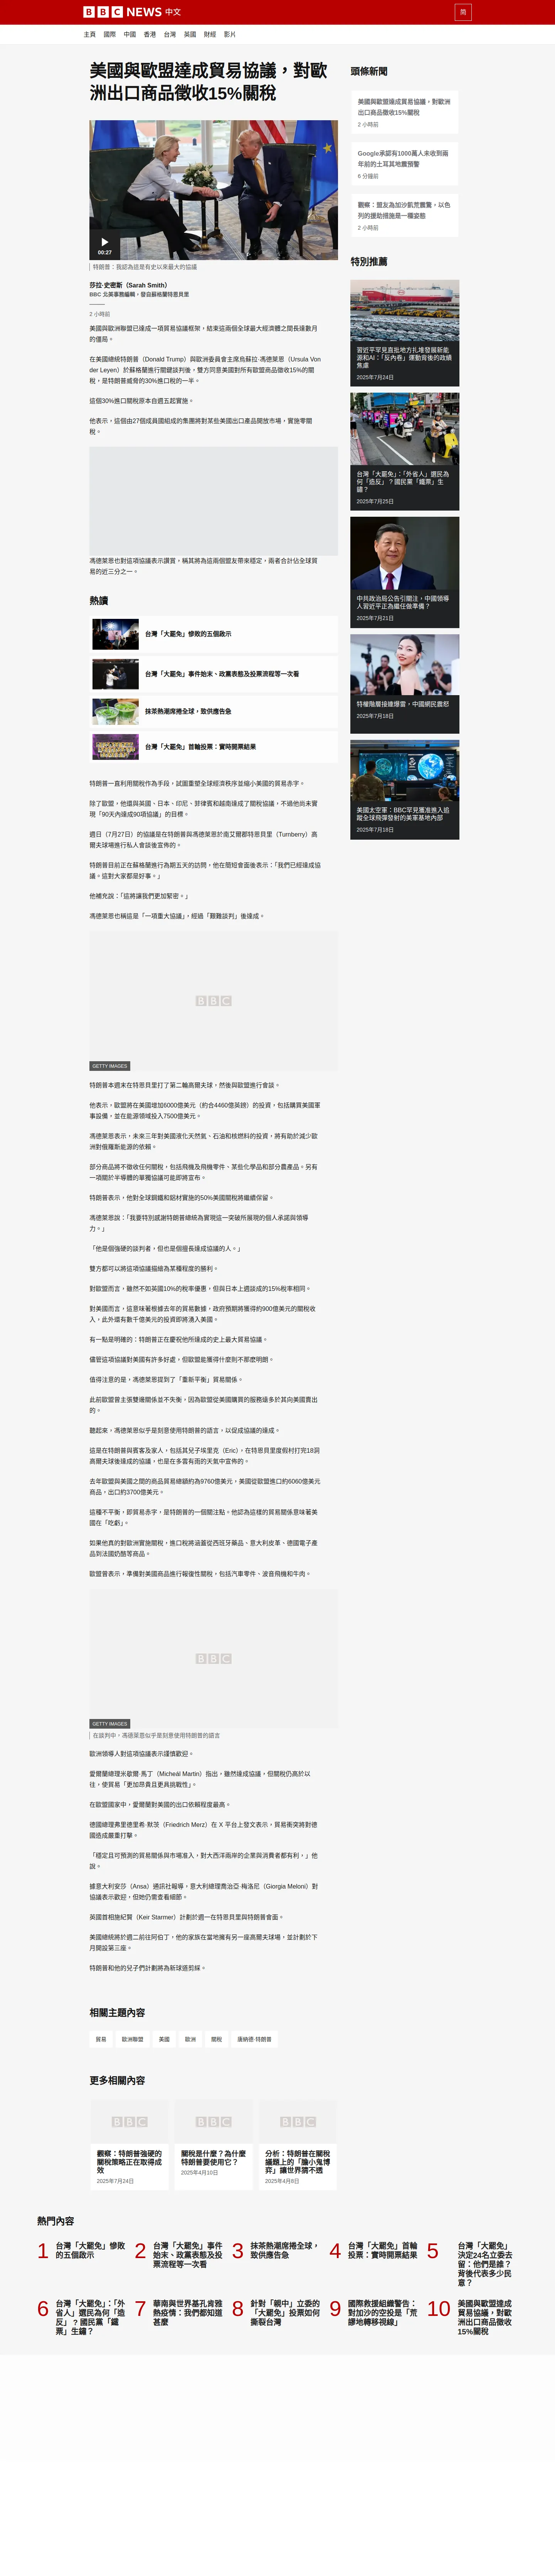 BBC NEWS 中文
简
主頁 國際 中國 香港 台灣 英國 財經 影片
美國與歐盟達成貿易協議，對歐
洲出口商品徵收15%關稅
00:27
特朗普：我認為這是有史以來最大的協議
莎拉·史密斯（Sarah Smith）
BBC 北美事務編輯，發自蘇格蘭特恩貝里
2 小時前
美國與歐洲聯盟已達成一項貿易協議框架，結束這兩個全球最大經濟體之間長達數月
的僵局。
在美國總統特朗普（Donald Trump）與歐洲委員會主席烏蘇拉·馮德萊恩（Ursula Von
der Leyen）於蘇格蘭進行關鍵談判後，雙方同意美國對所有歐盟商品徵收15%的關
稅，是特朗普威脅的30%進口稅的一半。
這個30%進口關稅原本自週五起實施。
他表示，這個由27個成員國組成的集團將對某些美國出口產品開放市場，實施零關
稅。
馮德萊恩也對這項協議表示讚賞，稱其將為這兩個盟友帶來穩定，兩者合計佔全球貿
易的近三分之一。
熱讀
台灣「大罷免」慘敗的五個啟示
台灣「大罷免」事件始末、政黨表態及投票流程等一次看
抹茶熱潮席捲全球，致供應告急
台灣「大罷免」首輪投票：實時開票結果
特朗普一直利用關稅作為手段，試圖重塑全球經濟秩序並縮小美國的貿易赤字。
除了歐盟，他還與英國、日本、印尼、菲律賓和越南達成了關稅協議，不過他尚未實
現「90天內達成90項協議」的目標。
週日（7月27日）的協議是在特朗普與馮德萊恩於南艾爾郡特恩貝里（Turnberry）高
爾夫球場進行私人會談後宣佈的。
特朗普目前正在蘇格蘭進行為期五天的訪問，他在簡短會面後表示：「我們已經達成協
議。這對大家都是好事。」
他補充說：「這將讓我們更加緊密。」
馮德萊恩也稱這是「一項重大協議」，經過「艱難談判」後達成。
BBC
GETTY IMAGES
特朗普本週末在特恩貝里打了第二輪高爾夫球，然後與歐盟進行會談。
他表示，歐盟將在美國增加6000億美元（約合4460億英鎊）的投資，包括購買美國軍
事設備，並在能源領域投入7500億美元。
馮德萊恩表示，未來三年對美國液化天然氣、石油和核燃料的投資，將有助於減少歐
洲對俄羅斯能源的依賴。
部分商品將不徵收任何關稅，包括飛機及飛機零件、某些化學品和部分農產品。另有
一項關於半導體的單獨協議可能即將宣布。
特朗普表示，他對全球鋼鐵和鋁材實施的50%美國關稅將繼續保留。
馮德萊恩說：「我要特別感謝特朗普總統為實現這一突破所展現的個人承諾與領導
力。」
「他是個強硬的談判者，但也是個擅長達成協議的人。」
雙方都可以將這項協議描繪為某種程度的勝利。
對歐盟而言，雖然不如英國10%的稅率優惠，但與日本上週談成的15%稅率相同。
對美國而言，這意味著根據去年的貿易數據，政府預期將獲得約900億美元的關稅收
入，此外還有數千億美元的投資即將湧入美國。
有一點是明確的：特朗普正在慶祝他所達成的史上最大貿易協議。
儘管這項協議對美國有許多好處，但歐盟能獲得什麼則不那麼明朗。
值得注意的是，馮德萊恩提到了「重新平衡」貿易關係。
此前歐盟曾主張雙邊關係並不失衡，因為歐盟從美國購買的服務遠多於其向美國賣出
的。
聽起來，馮德萊恩似乎是刻意使用特朗普的語言，以促成協議的達成。
這是在特朗普與賓客及家人，包括其兒子埃里克（Eric），在特恩貝里度假村打完18洞
高爾夫球後達成的協議，也是在多雲有雨的天氣中宣佈的。
去年歐盟與美國之間的商品貿易總額約為9760億美元，美國從歐盟進口約6060億美元
商品，出口約3700億美元。
這種不平衡，即貿易赤字，是特朗普的一個關注點。他認為這樣的貿易關係意味著美
國在「吃虧」。
如果他真的對歐洲實施關稅，進口稅將涵蓋從西班牙藥品、意大利皮革、德國電子產
品到法國奶酪等商品。
歐盟曾表示，準備對美國商品進行報復性關稅，包括汽車零件、波音飛機和牛肉。
BBC
GETTY IMAGES
在談判中，馮德萊恩似乎是刻意使用特朗普的語言
歐洲領導人對這項協議表示謹慎歡迎。
愛爾蘭總理米歇爾·馬丁（Micheál Martin）指出，雖然達成協議，但關稅仍高於以
往，使貿易「更加昂貴且更具挑戰性」。
在歐盟國家中，愛爾蘭對美國的出口依賴程度最高。
德國總理弗里德里希·默茨（Friedrich Merz）在 X 平台上發文表示，貿易衝突將對德
國造成嚴重打擊。
「穩定且可預測的貿易關係與市場准入，對大西洋兩岸的企業與消費者都有利，」他
說。
據意大利安莎（Ansa）通訊社報導，意大利總理喬治亞·梅洛尼（Giorgia Meloni）對
協議表示歡迎，但她仍需查看細節。
英國首相施紀賢（Keir Starmer）計劃於週一在特恩貝里與特朗普會面。
美國總統將於週二前往阿伯丁，他的家族在當地擁有另一座高爾夫球場，並計劃於下
月開設第三座。
特朗普和他的兒子們計劃將為新球道剪綵。
相關主題內容
貿易 歐洲聯盟 美國 歐洲 關稅 唐納德·特朗普
更多相關內容
BBC BBC BBC
觀察：特朗普強硬的
關稅策略正在取得成
效
2025年7月24日
關稅是什麼？為什麼
特朗普要使用它？
2025年4月10日
分析：特朗普在關稅
議題上的「膽小鬼博
弈」讓世界猜不透
2025年4月8日
頭條新聞
美國與歐盟達成貿易協議，對歐洲
出口商品徵收15%關稅
2 小時前
Google承認有1000萬人未收到兩
年前的土耳其地震預警
6 分鐘前
觀察：盟友為加沙飢荒震驚，以色
列的援助措施是一種姿態
2 小時前
特別推薦
習近平罕見直批地方扎堆發展新能
源和AI：「反內卷」運動背後的政績
焦慮
2025年7月24日
台灣「大罷免」：「外省人」選民為
何「造反」？國民黨「鐵票」生
鏽？
2025年7月25日
中共政治局公告引關注，中國領導
人習近平正為繼任做準備？
2025年7月21日
特權階層接連爆雷，中國網民震怒
2025年7月18日
美國太空軍：BBC罕見獲准進入追
蹤全球飛彈發射的美軍基地內部
2025年7月18日
熱門內容
1 台灣「大罷免」慘敗
的五個啟示
2 台灣「大罷免」事件
始末、政黨表態及投
票流程等一次看
3 抹茶熱潮席捲全球，
致供應告急
4 台灣「大罷免」首輪
投票：實時開票結果
5 台灣「大罷免」
決定24名立委去
留：他們是誰？
背後代表多少民
意？
6 台灣「大罷免」：「外
省人」選民為何「造
反」？國民黨「鐵
票」生鏽？
7 華南與世界基孔肯雅
熱疫情：我們都知道
甚麼
8 針對「親中」立委的
「大罷免」投票如何
撕裂台灣
9 國際救援組織警告：
對加沙的空投是「荒
謬地轉移視線」
10 美國與歐盟達成
貿易協議，對歐
洲出口商品徵收
15%關稅